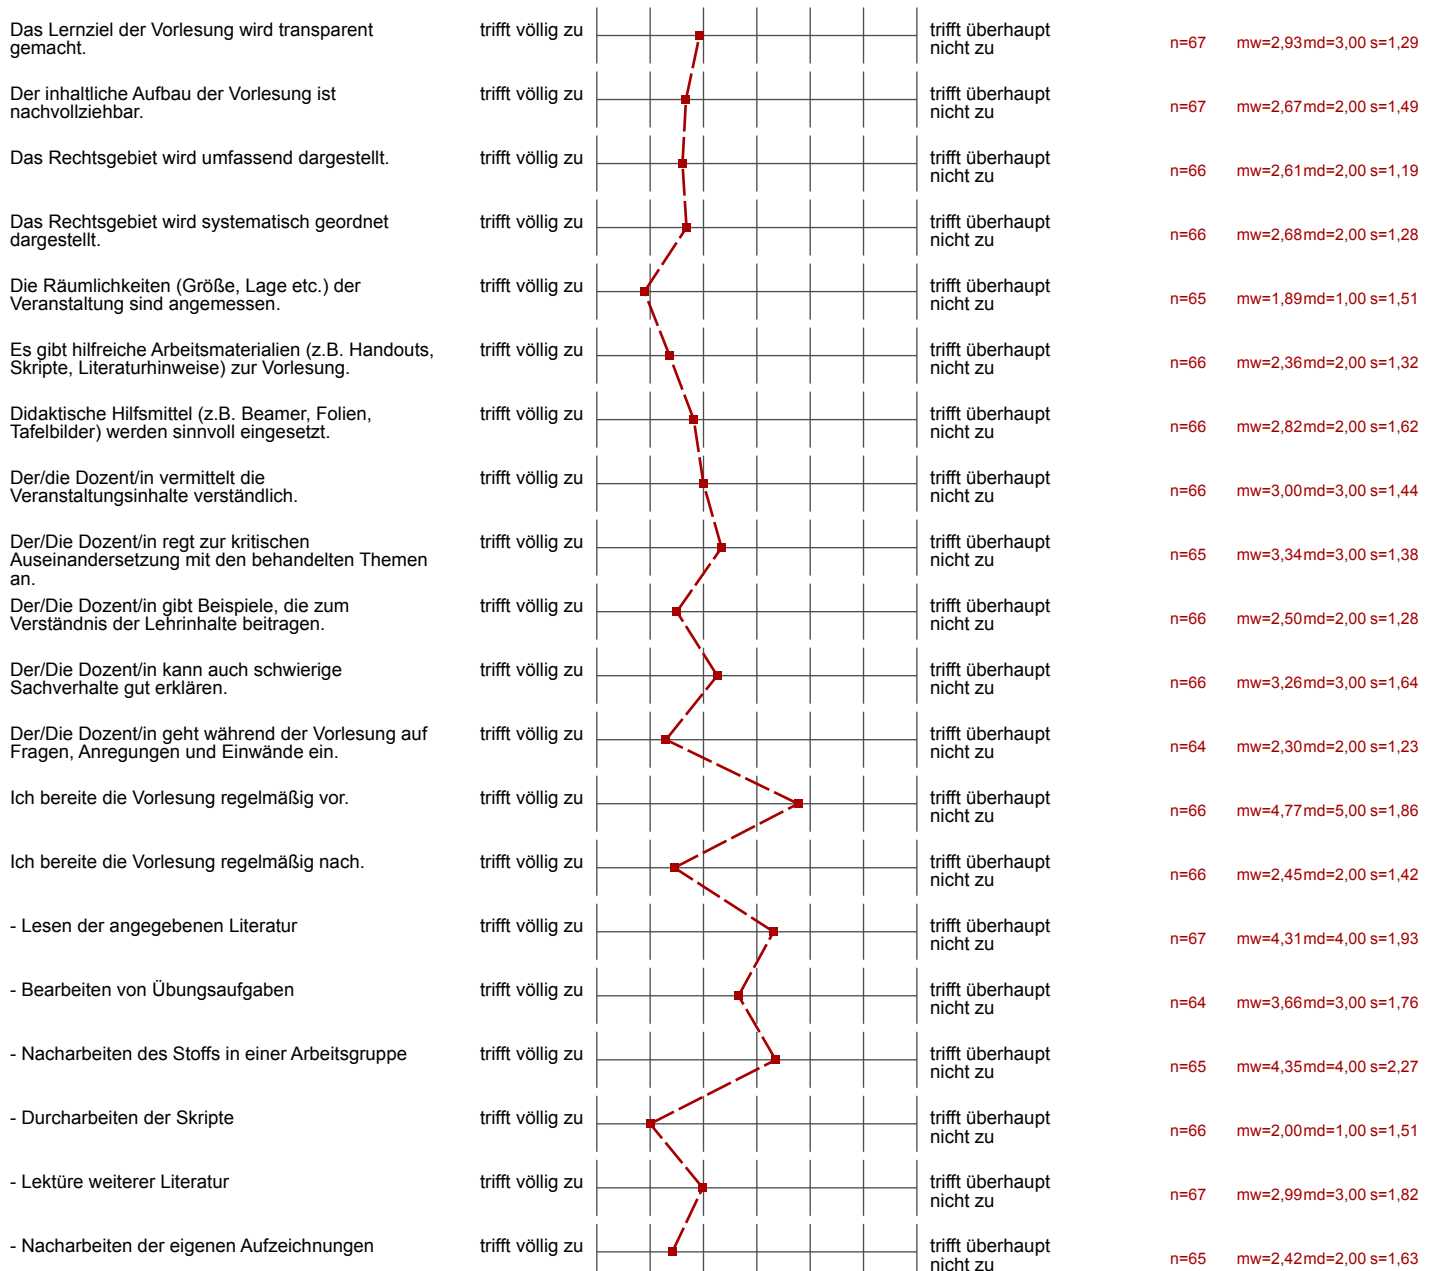 Das Lernziel der Vorlesung wird transparent
gemacht.
trifft völlig zu
trifft überhaupt
nicht zu
n=67 mw=2,93 md=3,00 s=1,29
Der inhaltliche Aufbau der Vorlesung ist
nachvollziehbar.
trifft völlig zu
trifft überhaupt
nicht zu
n=67 mw=2,67 md=2,00 s=1,49
Das Rechtsgebiet wird umfassend dargestellt.
trifft völlig zu
trifft überhaupt
nicht zu
n=66 mw=2,61 md=2,00 s=1,19
Das Rechtsgebiet wird systematisch geordnet
dargestellt.
trifft völlig zu
trifft überhaupt
nicht zu
n=66 mw=2,68 md=2,00 s=1,28
Die Räumlichkeiten (Größe, Lage etc.) der
Veranstaltung sind angemessen.
trifft völlig zu
trifft überhaupt
nicht zu
n=65 mw=1,89 md=1,00 s=1,51
Es gibt hilfreiche Arbeitsmaterialien (z.B. Handouts,
Skripte, Literaturhinweise) zur Vorlesung.
trifft völlig zu
trifft überhaupt
nicht zu
n=66 mw=2,36 md=2,00 s=1,32
Didaktische Hilfsmittel (z.B. Beamer, Folien,
Tafelbilder) werden sinnvoll eingesetzt.
trifft völlig zu
trifft überhaupt
nicht zu
n=66 mw=2,82 md=2,00 s=1,62
Der/die Dozent/in vermittelt die
Veranstaltungsinhalte verständlich.
trifft völlig zu
trifft überhaupt
nicht zu
n=66 mw=3,00 md=3,00 s=1,44
Der/Die Dozent/in regt zur kritischen
Auseinandersetzung mit den behandelten Themen
an.
trifft völlig zu
trifft überhaupt
nicht zu
n=65 mw=3,34 md=3,00 s=1,38
Der/Die Dozent/in gibt Beispiele, die zum
Verständnis der Lehrinhalte beitragen.
trifft völlig zu
trifft überhaupt
nicht zu
n=66 mw=2,50 md=2,00 s=1,28
Der/Die Dozent/in kann auch schwierige
Sachverhalte gut erklären.
trifft völlig zu
trifft überhaupt
nicht zu
n=66 mw=3,26 md=3,00 s=1,64
Der/Die Dozent/in geht während der Vorlesung auf
Fragen, Anregungen und Einwände ein.
trifft völlig zu
trifft überhaupt
nicht zu
n=64 mw=2,30 md=2,00 s=1,23
Ich bereite die Vorlesung regelmäßig vor.
trifft völlig zu
trifft überhaupt
nicht zu
n=66 mw=4,77 md=5,00 s=1,86
Ich bereite die Vorlesung regelmäßig nach.
trifft völlig zu
trifft überhaupt
nicht zu
n=66 mw=2,45 md=2,00 s=1,42
- Lesen der angegebenen Literatur
trifft völlig zu
trifft überhaupt
nicht zu
n=67 mw=4,31 md=4,00 s=1,93
- Bearbeiten von Übungsaufgaben
trifft völlig zu
trifft überhaupt
nicht zu
n=64 mw=3,66 md=3,00 s=1,76
- Nacharbeiten des Stoffs in einer Arbeitsgruppe
trifft völlig zu
trifft überhaupt
nicht zu
n=65 mw=4,35 md=4,00 s=2,27
- Durcharbeiten der Skripte
trifft völlig zu
trifft überhaupt
nicht zu
n=66 mw=2,00 md=1,00 s=1,51
- Lektüre weiterer Literatur
trifft völlig zu
trifft überhaupt
nicht zu
n=67 mw=2,99 md=3,00 s=1,82
- Nacharbeiten der eigenen Aufzeichnungen
trifft völlig zu
trifft überhaupt
nicht zu
n=65 mw=2,42 md=2,00 s=1,63